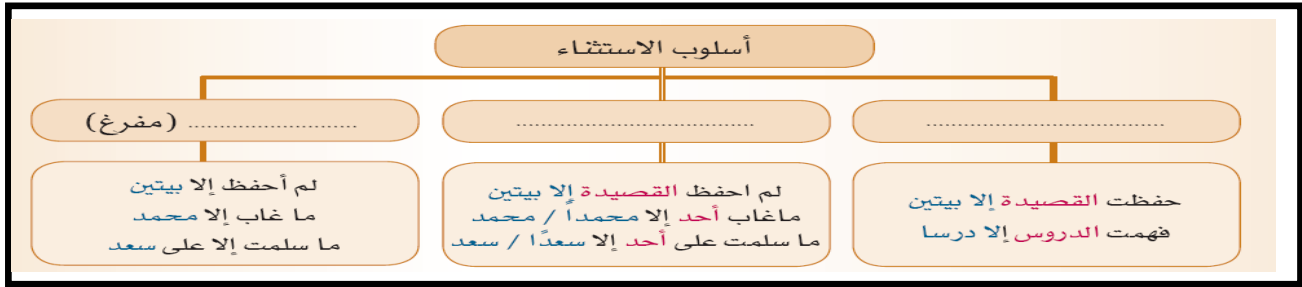 أسلوب الاستثناء
....................................
....................................
.......................... (مفرغ)
حفظت القصيدة إلا بيتين
فهمت الدروس إلا درسا
لم احفظ القصيدة إلا بيتين
ماغاب أحد إلا محمداً / محمد
ما سلمت على أحد إلا سعدًا / سعد
لم أحفظ إلا بيتين
ما غاب إلا محمد
ما سلمت إلا على سعد